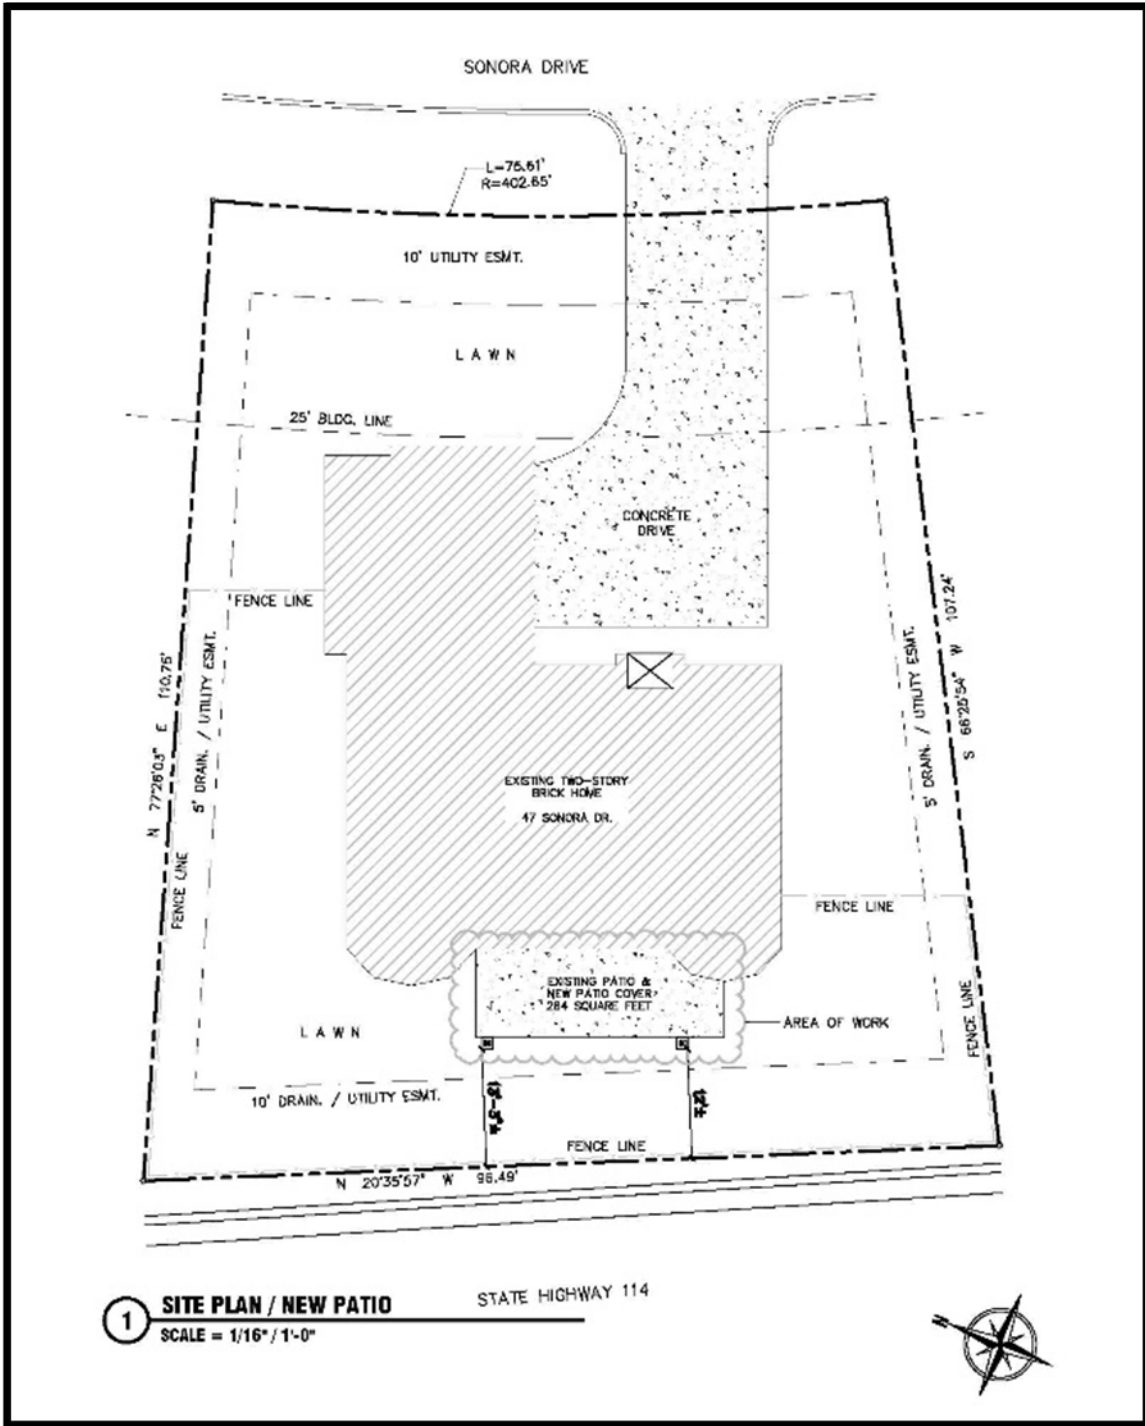 SONORA DRIVE
L=76.61'
R=402.65'
10' UTILITY ESMT.
LAWN
25' BLDG. LINE
CONCRETE
DRIVE
FENCE LINE
5' DRAIN. / UTILITY ESMT.
N 77°26'03" E 110.75'
FENCE LINE
S 66°25'54" W 107.24'
5' DRAIN. / UTILITY ESMT.
EXISTING TWO-STORY
BRICK HOME
47 SONORA DR.
FENCE LINE
FENCE LINE
EXISTING PATIO &
NEW PATIO COVER
284 SQUARE FEET
AREA OF WORK
LAWN
10' DRAIN. / UTILITY ESMT.
FENCE LINE
N 20°35'57" W 96.49'
STATE HIGHWAY 114
1
SITE PLAN / NEW PATIO
SCALE = 1/16" / 1'-0"
N